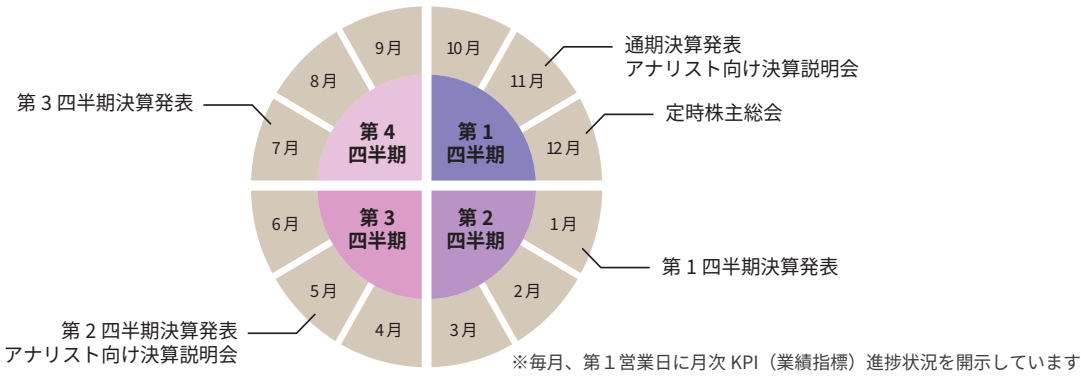 9月
10月
通期決算発表
アナリスト向け決算説明会
8月
11月
第3四半期決算発表
定時株主総会
第4
四半期
第1
四半期
7月
12月
6月
第3
四半期
第2
四半期
1月
第1四半期決算発表
5月
2月
第2四半期決算発表
アナリスト向け決算説明会
4月
3月
※毎月、第1営業日に月次 KPI（業績指標）進捗状況を開示しています